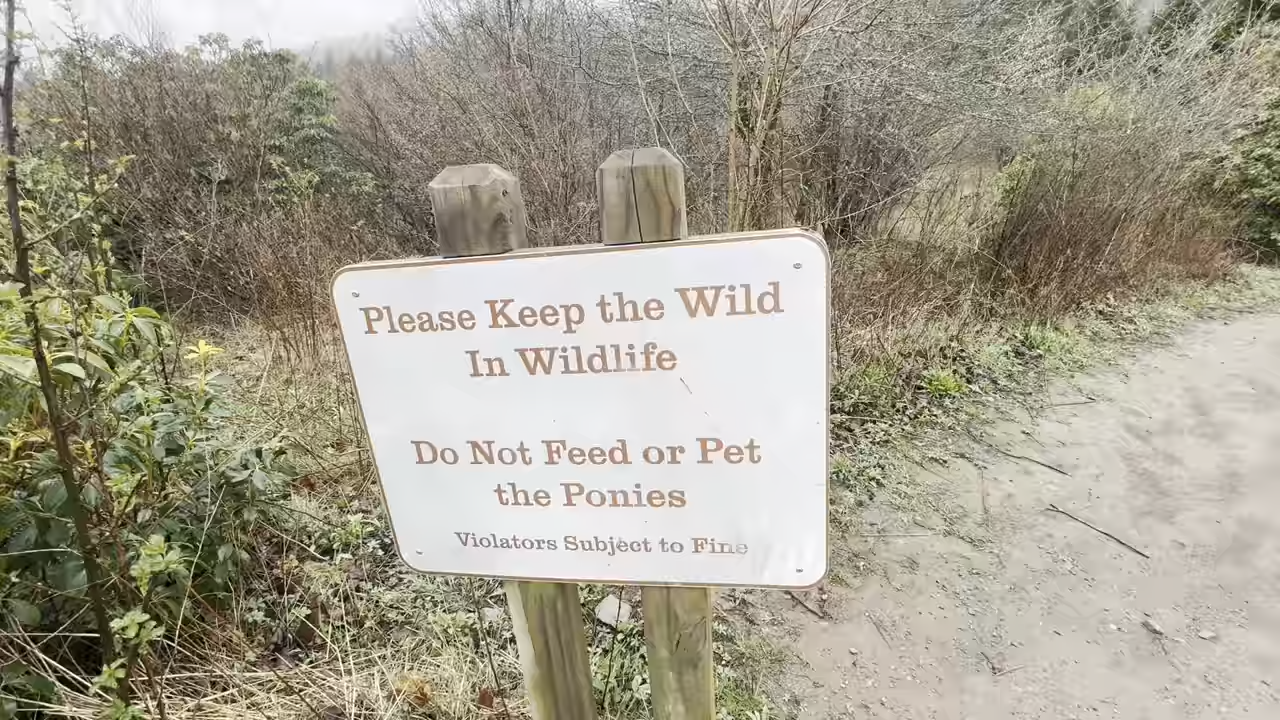 Please Keep the Wild
In Wildlife
Do Not Feed or Pet
the Ponies
Violators Subject to Fine